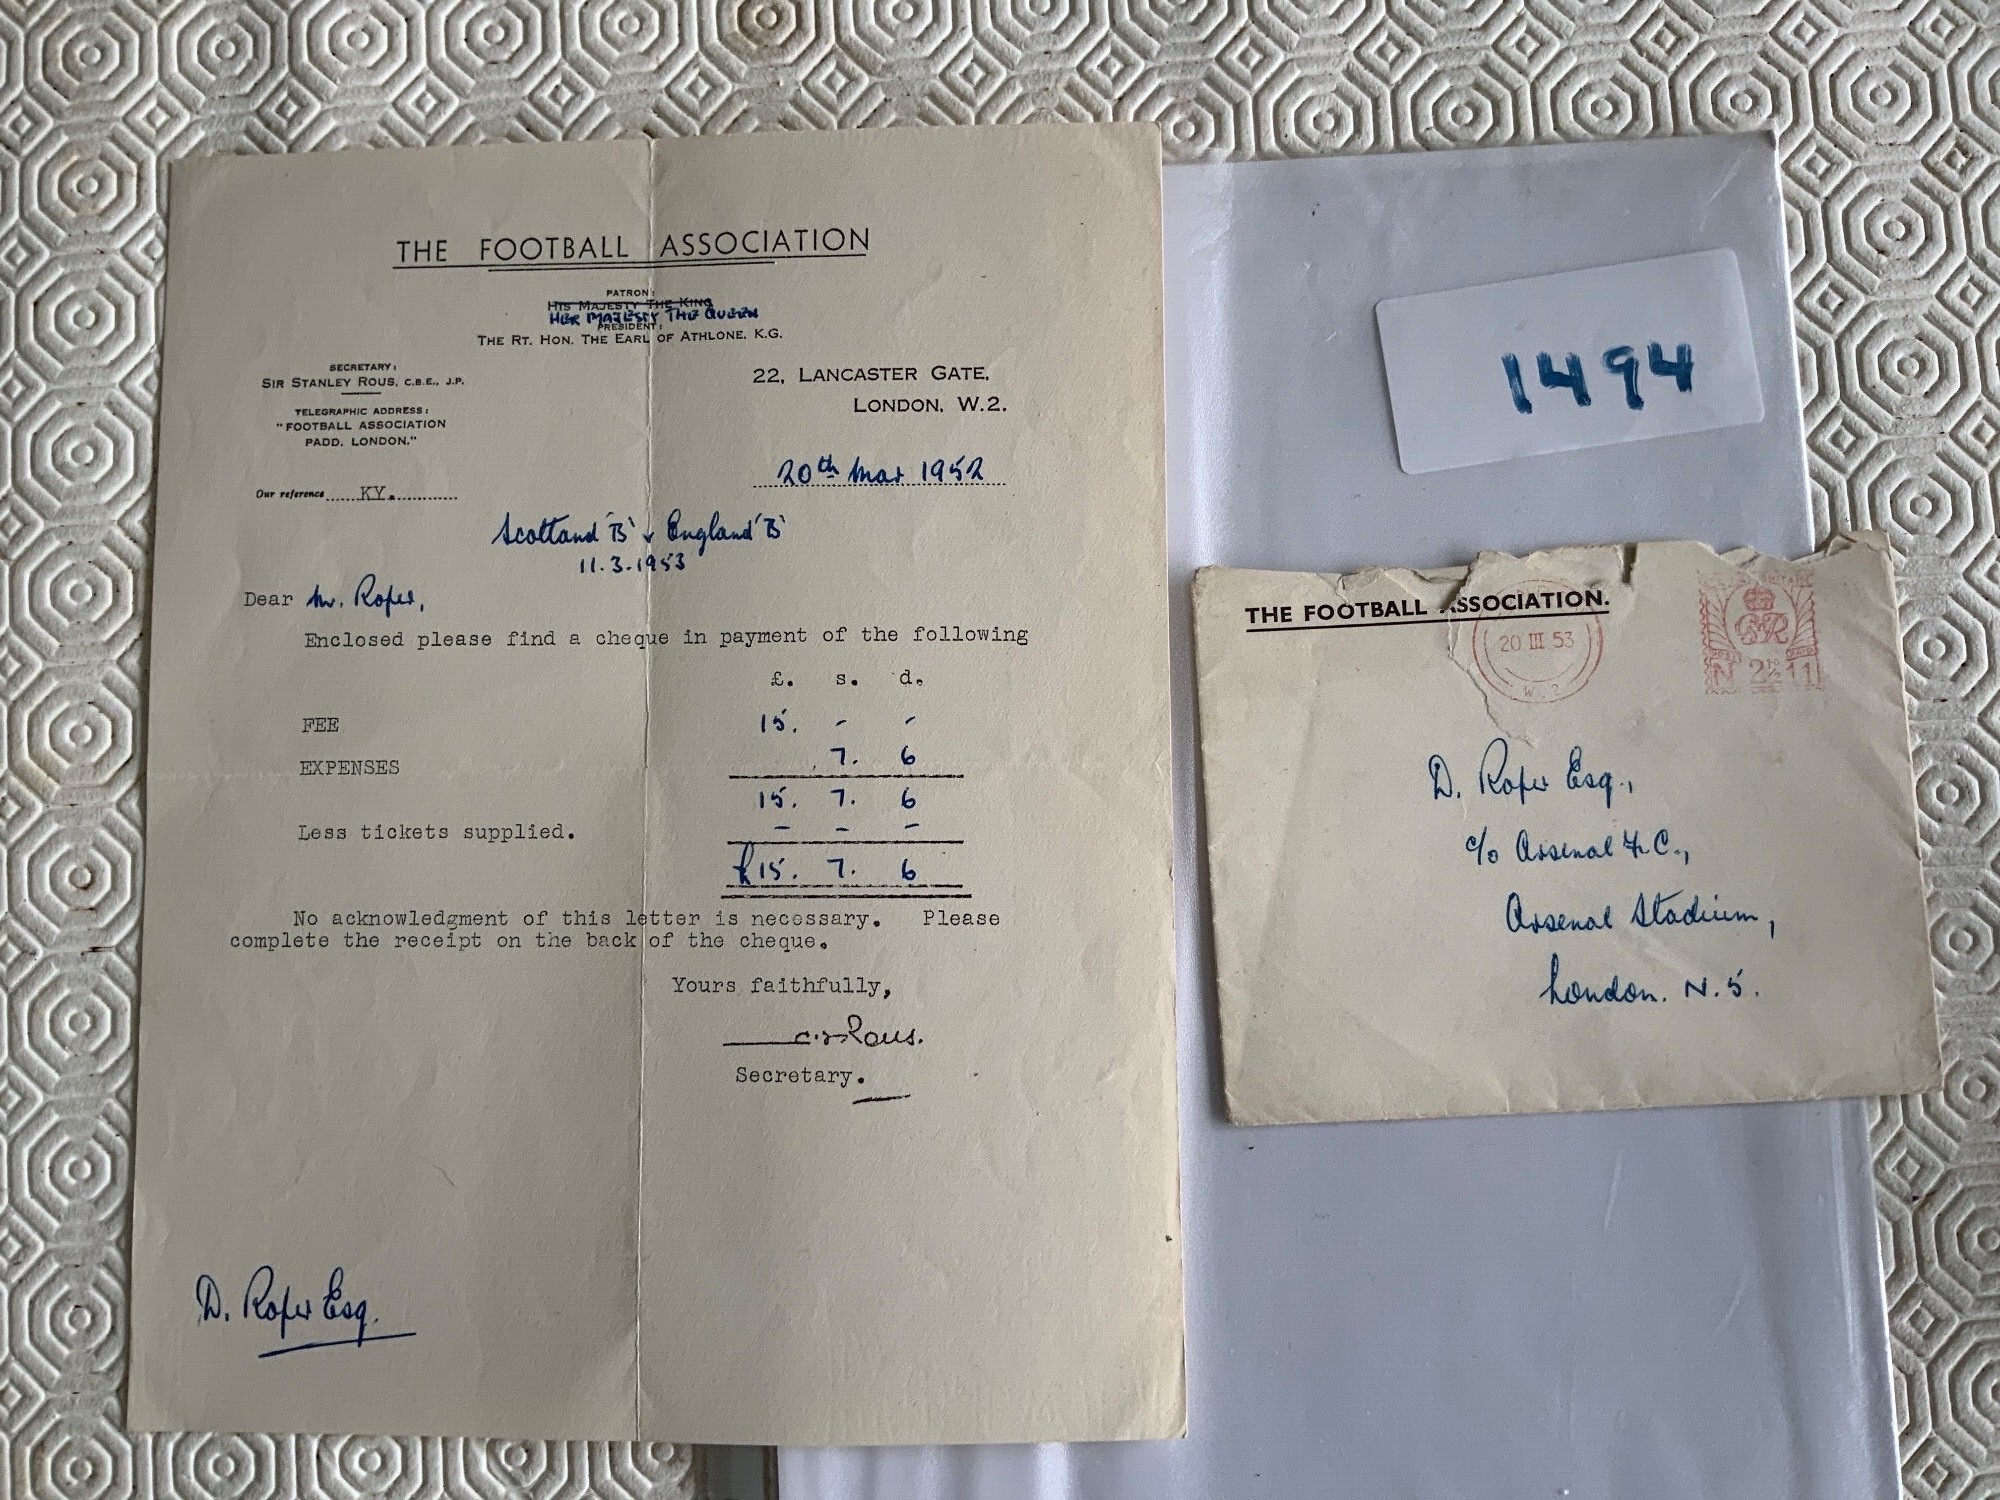 THE FOOTBALL ASSOCIATION
PATRON:
HIS MAJESTY THE KING
HER MAJESTY THE QUEEN
PRESIDENT:
THE RT. HON. THE EARL OF ATHLONE, K.G.
SECRETARY:
SIR STANLEY ROUS, C.B.E., J.P.
TELEGRAPHIC ADDRESS:
"FOOTBALL ASSOCIATION
PADD, LONDON."
22, LANCASTER GATE,
LONDON, W.2.
20th Mar 1952
Our reference KY.
Scotland 'B' v England 'B'
11.3.1953
Dear Mr. Roper,
Enclosed please find a cheque in payment of the following
£. s. d.
FEE 15. - -
EXPENSES 7. 6
15. 7. 6
Less tickets supplied. - - -
£15. 7. 6
No acknowledgment of this letter is necessary. Please
complete the receipt on the back of the cheque.
Yours faithfully,
Rous.
Secretary.
D. Roper Esq.
1494
THE FOOTBALL ASSOCIATION.
20 III 53
W.2
GR
N 2½ 11
D. Roper Esq.,
c/o Arsenal F.C.,
Arsenal Stadium,
London. N.5.